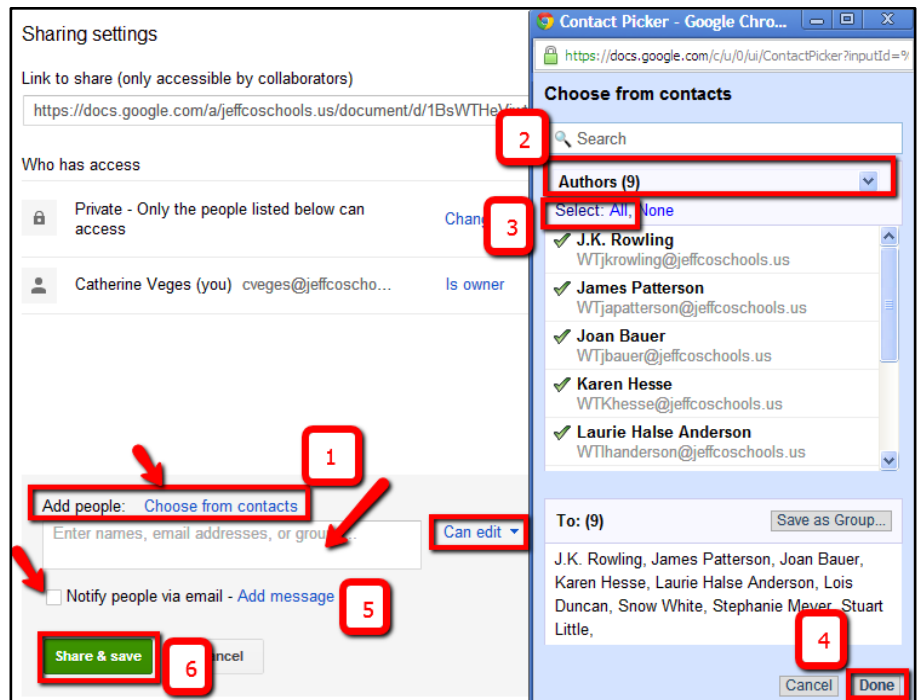 Sharing settings
Link to share (only accessible by collaborators)
https://docs.google.com/a/jeffcoschools.us/document/d/1BsWTHeVjxt
Who has access
Private - Only the people listed below can
access
Catherine Veges (you) cveges@jeffcoscho...
Is owner
1
Add people: Choose from contacts
Enter names, email addresses, or
Can edit
Notify people via email - Add message
5
Share & save
6
Contact Picker - Google Chro...
https://docs.google.com/c/u/0/ui/ContactPicker?inputId=%
Choose from contacts
2
Search
Authors (9)
3
Select: All, None
J.K. Rowling
WTjkrowling@jeffcoschools.us
James Patterson
WTjapatterson@jeffcoschools.us
Joan Bauer
WTjbauer@jeffcoschools.us
Karen Hesse
WTKhesse@jeffcoschools.us
Laurie Halse Anderson
WTlhanderson@jeffcoschools.us
To: (9)
Save as Group...
J.K. Rowling, James Patterson, Joan Bauer,
Karen Hesse, Laurie Halse Anderson, Lois
Duncan, Snow White, Stephanie Meyer, Stuart
Little,
4
Cancel
Done